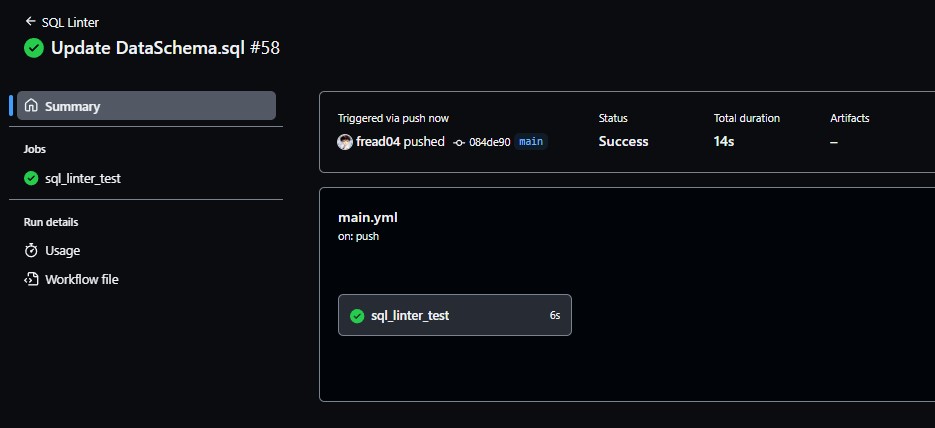 SQL Linter
Update DataSchema.sql #58
Summary
Jobs
sql_linter_test
Run details
Usage
Workflow file
Triggered via push now
fread04 pushed 084de90 main
Status
Success
Total duration
14s
Artifacts
–
main.yml
on: push
sql_linter_test 6s